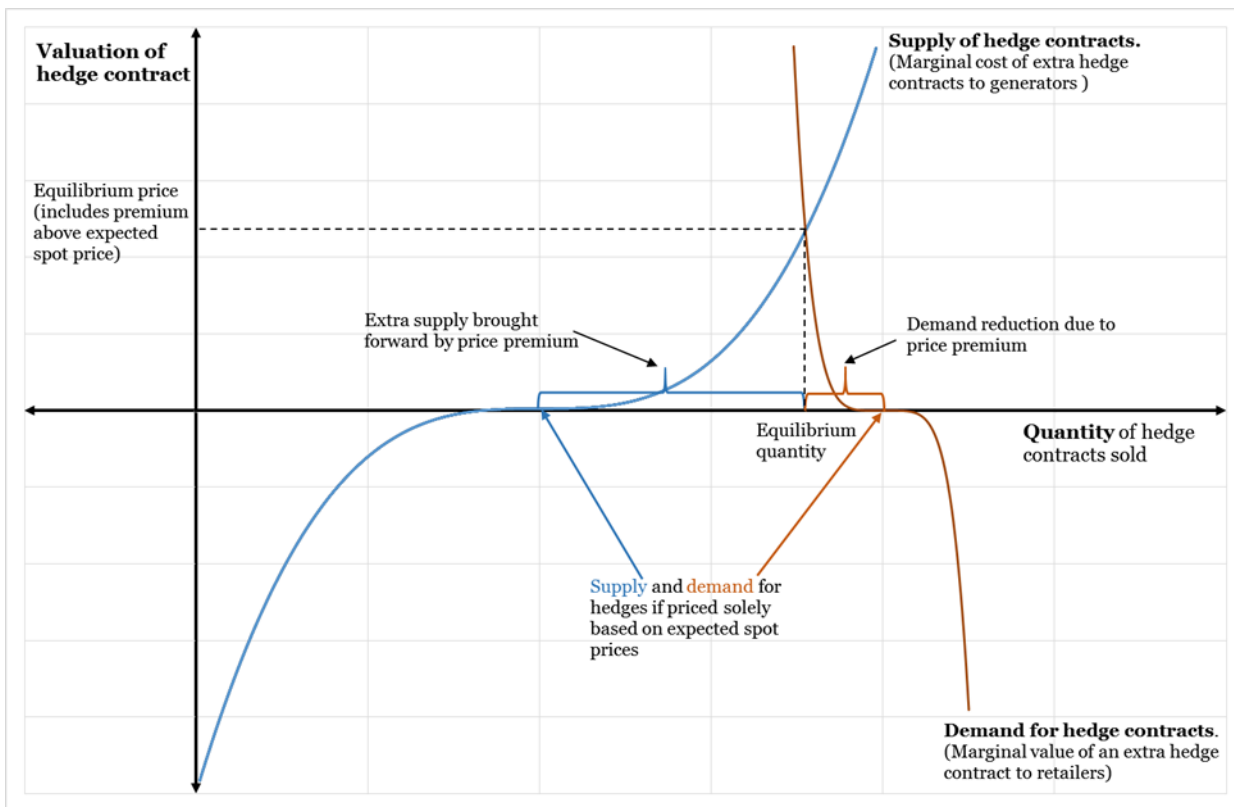 Valuation of
hedge contract
Supply of hedge contracts.
(Marginal cost of extra hedge
contracts to generators )
Equilibrium price
(includes premium
above expected
spot price)
Extra supply brought
forward by price premium
Demand reduction due to
price premium
Equilibrium
quantity
Quantity of hedge
contracts sold
Supply and demand for
hedges if priced solely
based on expected spot
prices
Demand for hedge contracts.
(Marginal value of an extra hedge
contract to retailers)